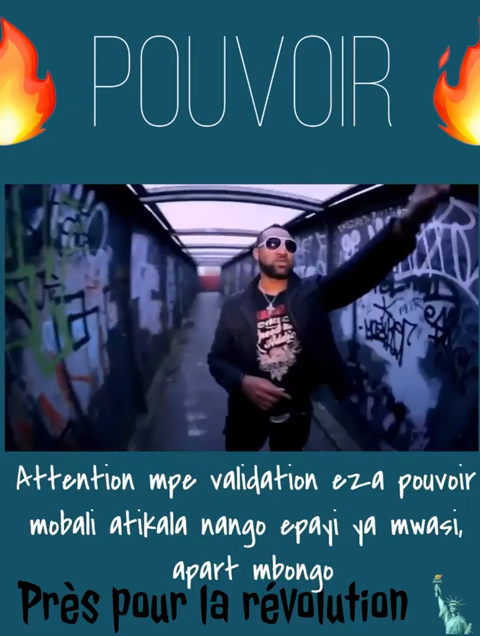 POUVOIR
Attention mpe validation eza pouvoir
mobali atikala nango epayi ya mwasi,
apart mbongo
Près pour la révolution